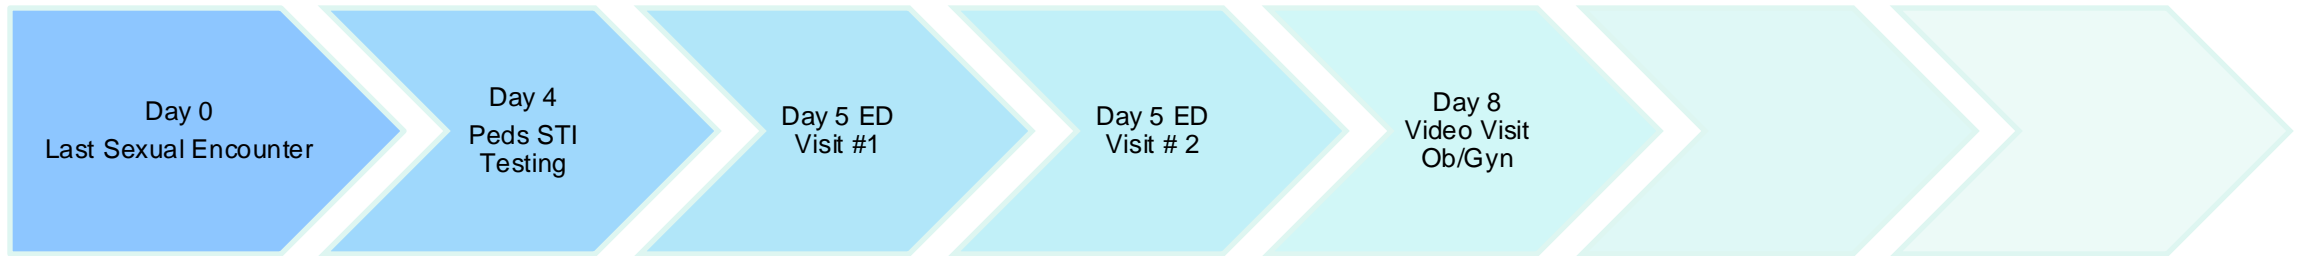 Day 0
Last Sexual Encounter
Day 4
Peds STI
Testing
Day 5 ED
Visit #1
Day 5 ED
Visit # 2
Day 8
Video Visit
Ob/Gyn